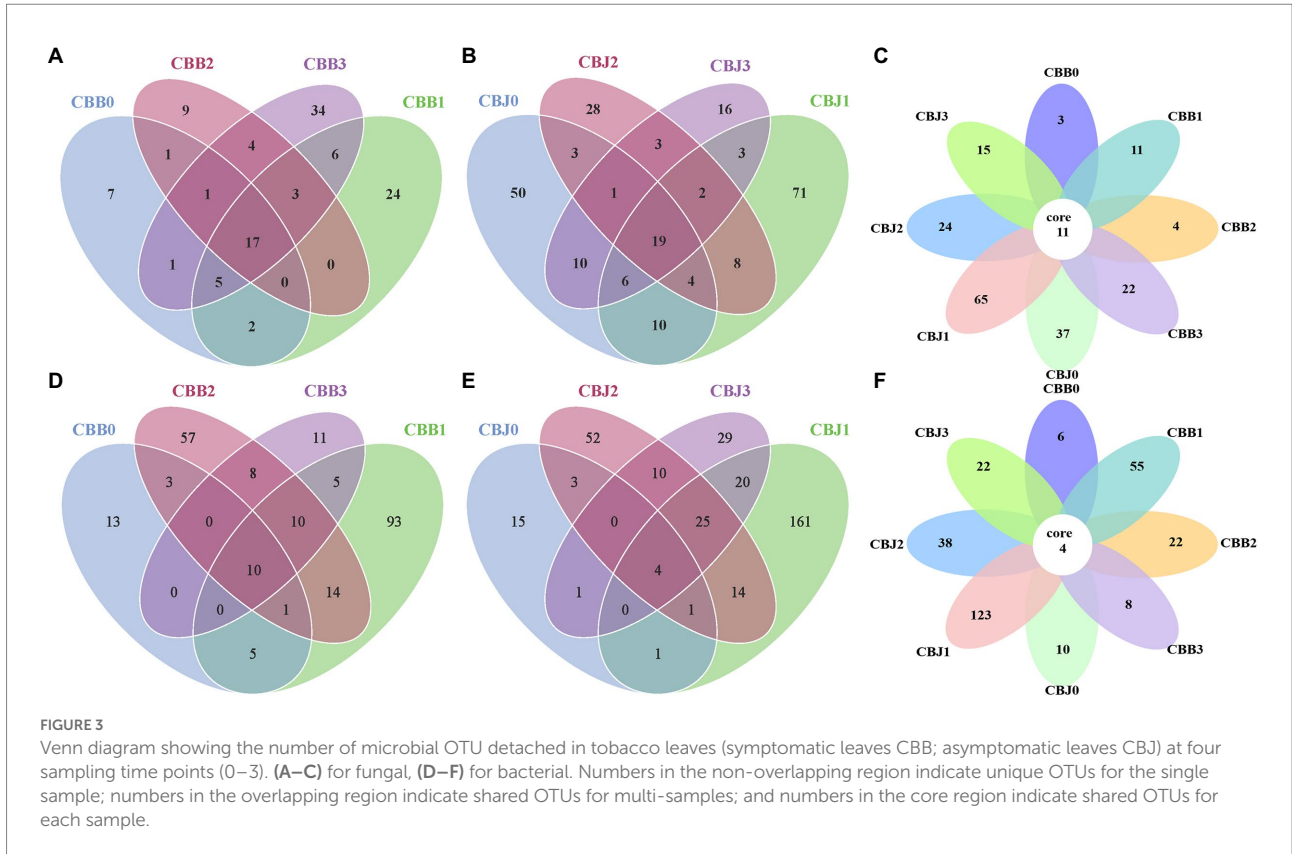 A
CBB2
CBB3
CBB0
CBB1
9
34
1
4
6
7
1
3
24
17
1
5
0
0
2
B
CBJ2
CBJ3
CBJ0
CBJ1
28
16
3
3
3
50
1
2
71
19
10
6
4
8
10
C
CBB0
CBJ3
CBB1
3
15
11
CBJ2
24
core
11
4
CBB2
65
22
CBJ1
37
CBB3
CBJ0
D
CBB2
CBB3
CBB0
CBB1
57
11
3
8
5
13
0
10
93
10
0
0
1
14
5
E
CBJ2
CBJ3
CBJ0
CBJ1
52
29
3
10
20
15
0
25
161
4
1
0
1
14
1
F
CBB0
CBJ3
CBB1
6
22
55
CBJ2
38
core
4
22
CBB2
123
8
CBJ1
10
CBB3
CBJ0
FIGURE 3
Venn diagram showing the number of microbial OTU detached in tobacco leaves (symptomatic leaves CBB; asymptomatic leaves CBJ) at four
sampling time points (0–3). (A–C) for fungal, (D–F) for bacterial. Numbers in the non-overlapping region indicate unique OTUs for the single
sample; numbers in the overlapping region indicate shared OTUs for multi-samples; and numbers in the core region indicate shared OTUs for
each sample.